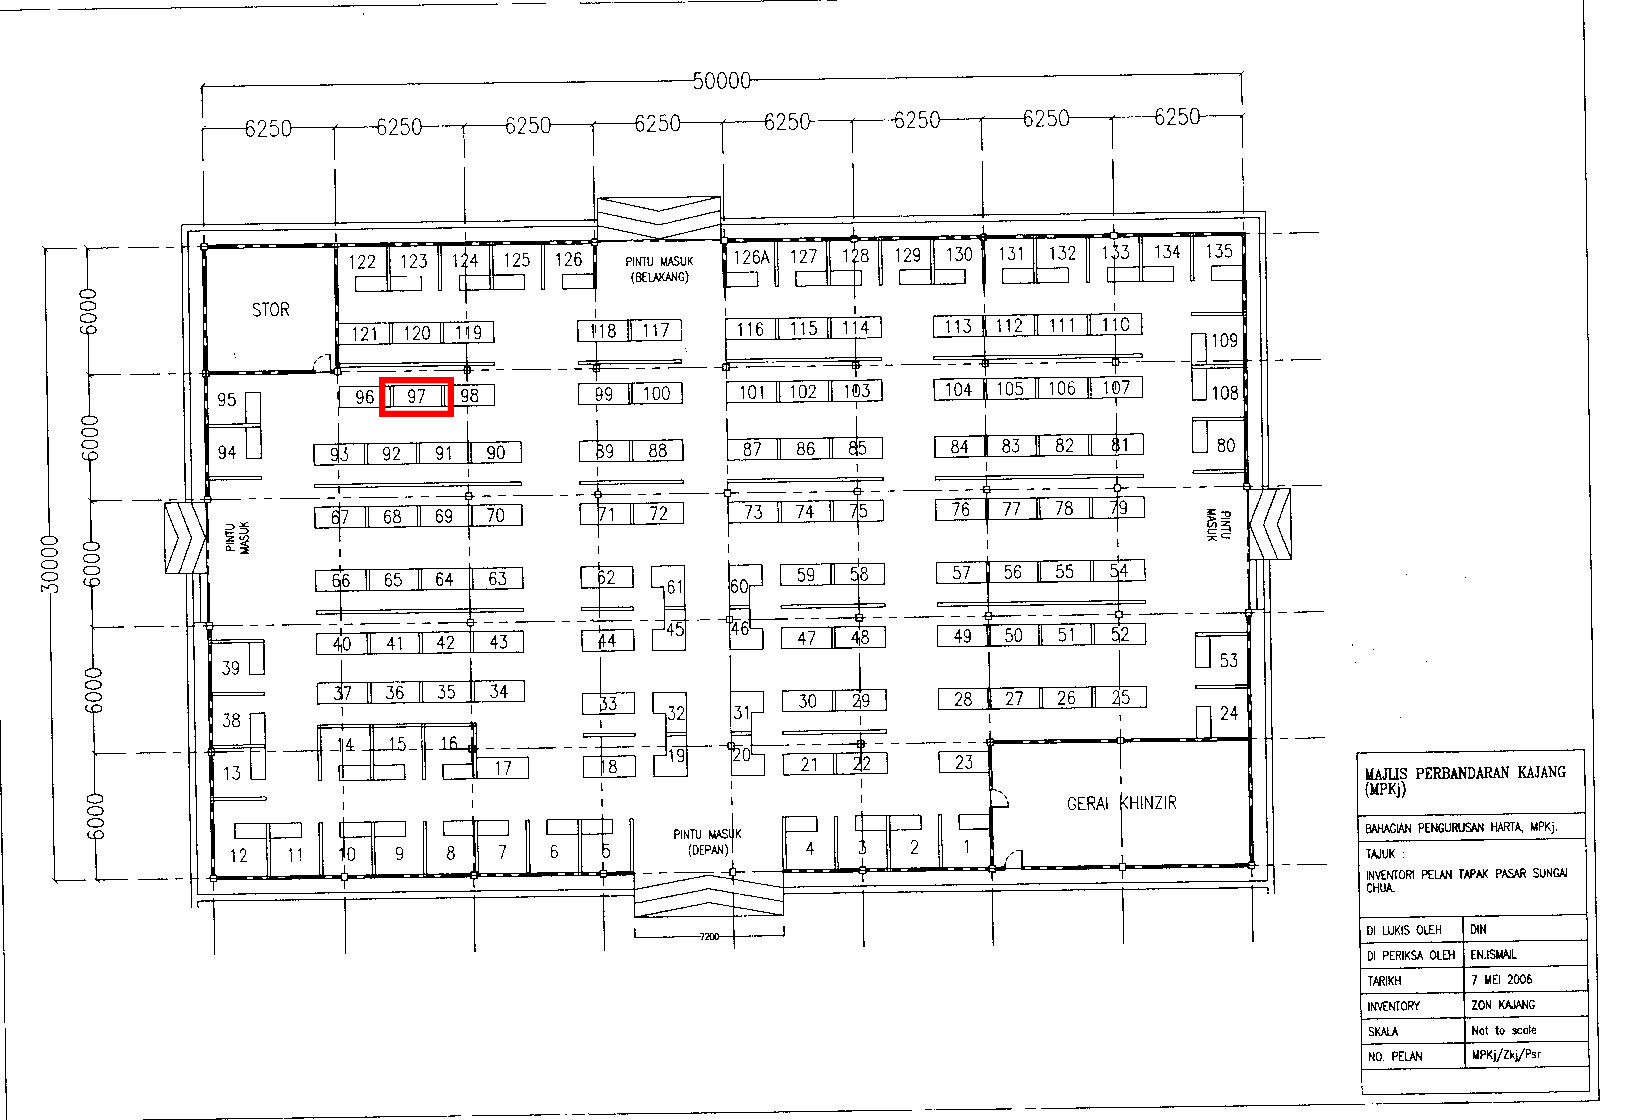 50000
6250 6250 6250 6250 6250 6250 6250 6250
122 123 124 125 126
PINTU MASUK
(BELAKANG)
126A 127 128 129 130 131 132 133 134 135
6000
STOR
121 120 119 118 117 116 115 114 113 112 111 110
109
96 97 98 99 100 101 102 103 104 105 106 107
108
95
6000
94
93 92 91 90 89 88 87 86 85 84 83 82 81
80
67 68 69 70 71 72 73 74 75 76 77 78 79
PINTU
MASUK
PINTU
MASUK
30000
6000
66 65 64 63 62 61 60 59 58 57 56 55 54
40 41 42 43 44 45 46 47 48 49 50 51 52
39
53
6000
37 36 35 34 33 32 31 30 29 28 27 26 25
38
24
14 15 16
13
17 18 19 20 21 22 23
6000
GERAI KHINZIR
PINTU MASUK
(DEPAN)
12 11 10 9 8 7 6 5 4 3 2 1
7200
MAJLIS PERBANDARAN KAJANG
(MPKj)
BAHAGIAN PENGURUSAN HARTA, MPKj.
TAJUK :
INVENTORI PELAN TAPAK PASAR SUNGAI
CHUA.
DI LUKIS OLEH DIN
DI PERIKSA OLEH EN.ISMAIL
TARIKH 7 MEI 2006
INVENTORY ZON KAJANG
SKALA Not to scale
NO. PELAN MPKj/Zkj/Psr